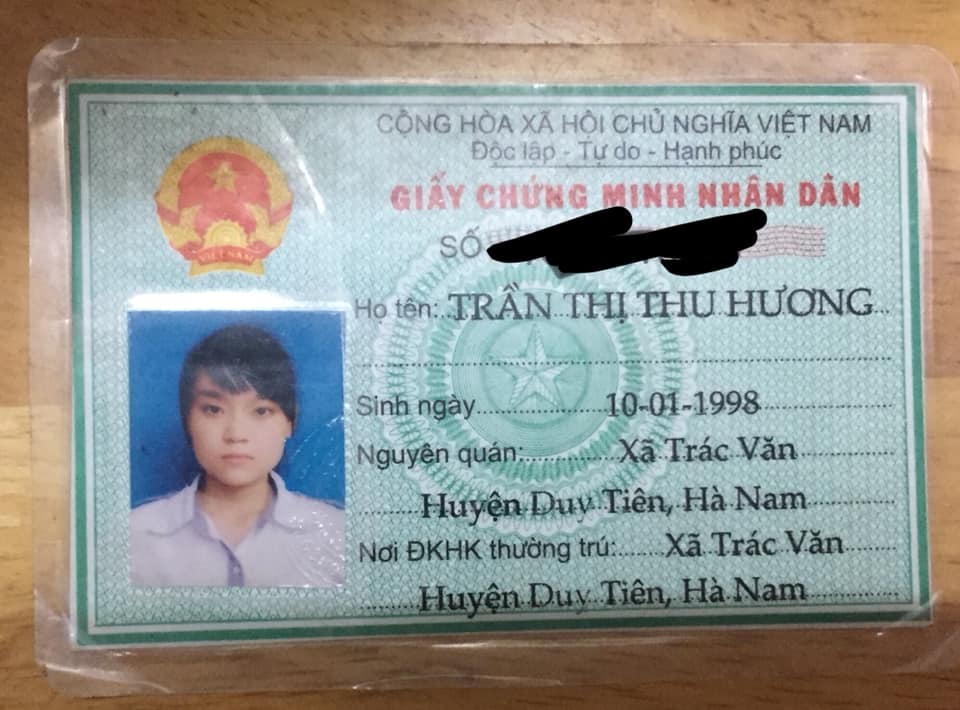 CỘNG HÒA XÃ HỘI CHỦ NGHĨA VIỆT NAM
Độc lập - Tự do - Hạnh phúc
GIẤY CHỨNG MINH NHÂN DÂN
SỐ
Họ tên: TRẦN THỊ THU HƯƠNG
Sinh ngày 10-01-1998
Nguyên quán: Xã Trác Văn
Huyện Duy Tiên, Hà Nam
Nơi ĐKHK thường trú: Xã Trác Văn
Huyện Duy Tiên, Hà Nam
VIỆT NAM